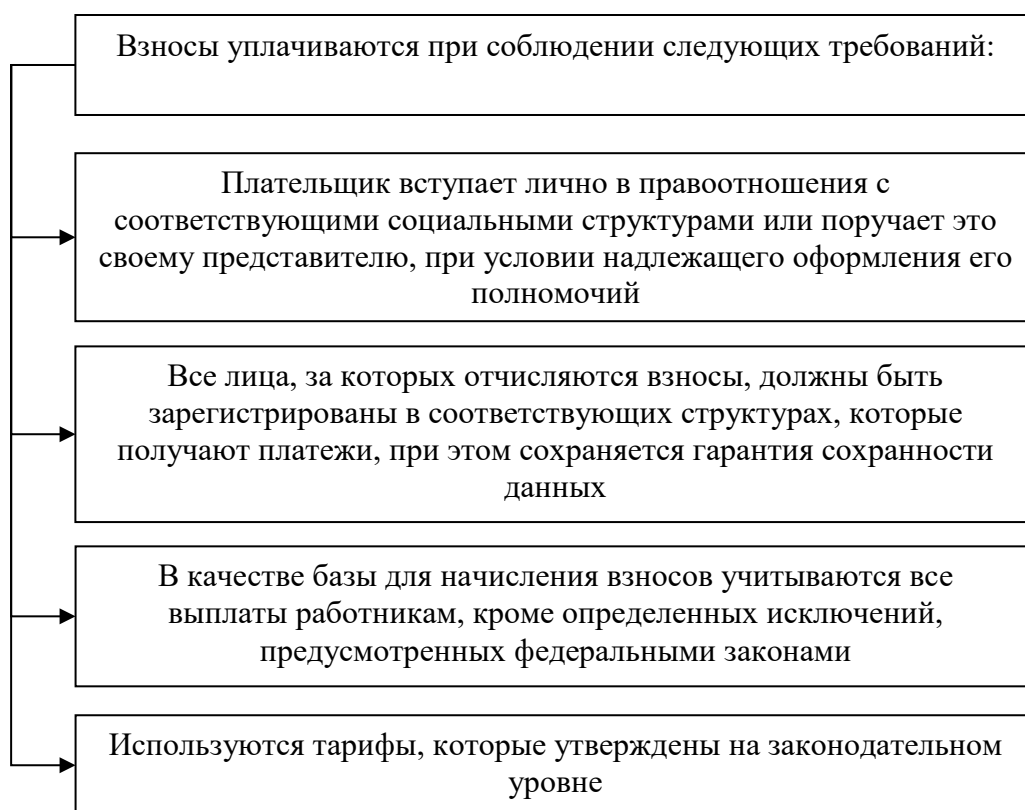 Взносы уплачиваются при соблюдении следующих требований:
Плательщик вступает лично в правоотношения с
соответствующими социальными структурами или поручает это
своему представителю, при условии надлежащего оформления его
полномочий
Все лица, за которых отчисляются взносы, должны быть
зарегистрированы в соответствующих структурах, которые
получают платежи, при этом сохраняется гарантия сохранности
данных
В качестве базы для начисления взносов учитываются все
выплаты работникам, кроме определенных исключений,
предусмотренных федеральными законами
Используются тарифы, которые утверждены на законодательном
уровне